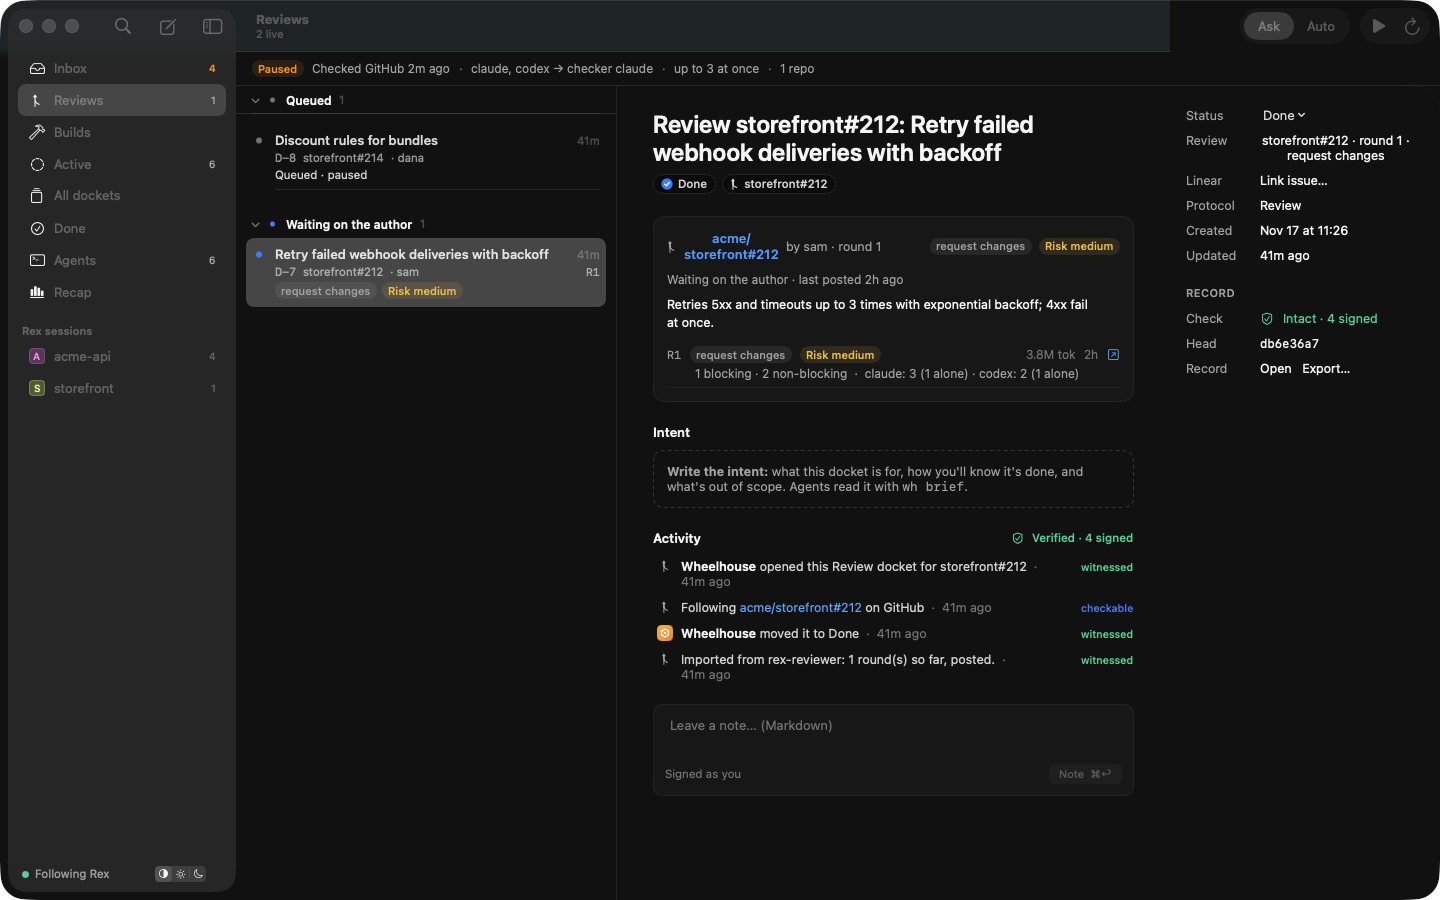 Reviews
2 live
Ask
Auto
Inbox 4
Reviews 1
Builds
Active 6
All dockets
Done
Agents 6
Recap
Rex sessions
A acme-api 4
S storefront 1
Following Rex
Paused Checked GitHub 2m ago · claude, codex → checker claude · up to 3 at once · 1 repo
Queued 1
Discount rules for bundles 41m
D–8 storefront#214 · dana
Queued · paused
Waiting on the author 1
Retry failed webhook deliveries with backoff 41m
D–7 storefront#212 · sam R1
request changes Risk medium
Review storefront#212: Retry failed
webhook deliveries with backoff
Done storefront#212
acme/
storefront#212 by sam · round 1 request changes Risk medium
Waiting on the author · last posted 2h ago
Retries 5xx and timeouts up to 3 times with exponential backoff; 4xx fail
at once.
R1 request changes Risk medium 3.8M tok 2h
1 blocking · 2 non-blocking · claude: 3 (1 alone) · codex: 2 (1 alone)
Intent
Write the intent: what this docket is for, how you'll know it's done, and
what's out of scope. Agents read it with wh brief.
Activity Verified · 4 signed
Wheelhouse opened this Review docket for storefront#212 · witnessed
41m ago
Following acme/storefront#212 on GitHub · 41m ago checkable
Wheelhouse moved it to Done · 41m ago witnessed
Imported from rex-reviewer: 1 round(s) so far, posted. · witnessed
41m ago
Leave a note… (Markdown)
Signed as you Note ⌘↩
Status Done
Review storefront#212 · round 1 ·
request changes
Linear Link issue…
Protocol Review
Created Nov 17 at 11:26
Updated 41m ago
RECORD
Check Intact · 4 signed
Head db6e36a7
Record Open Export…